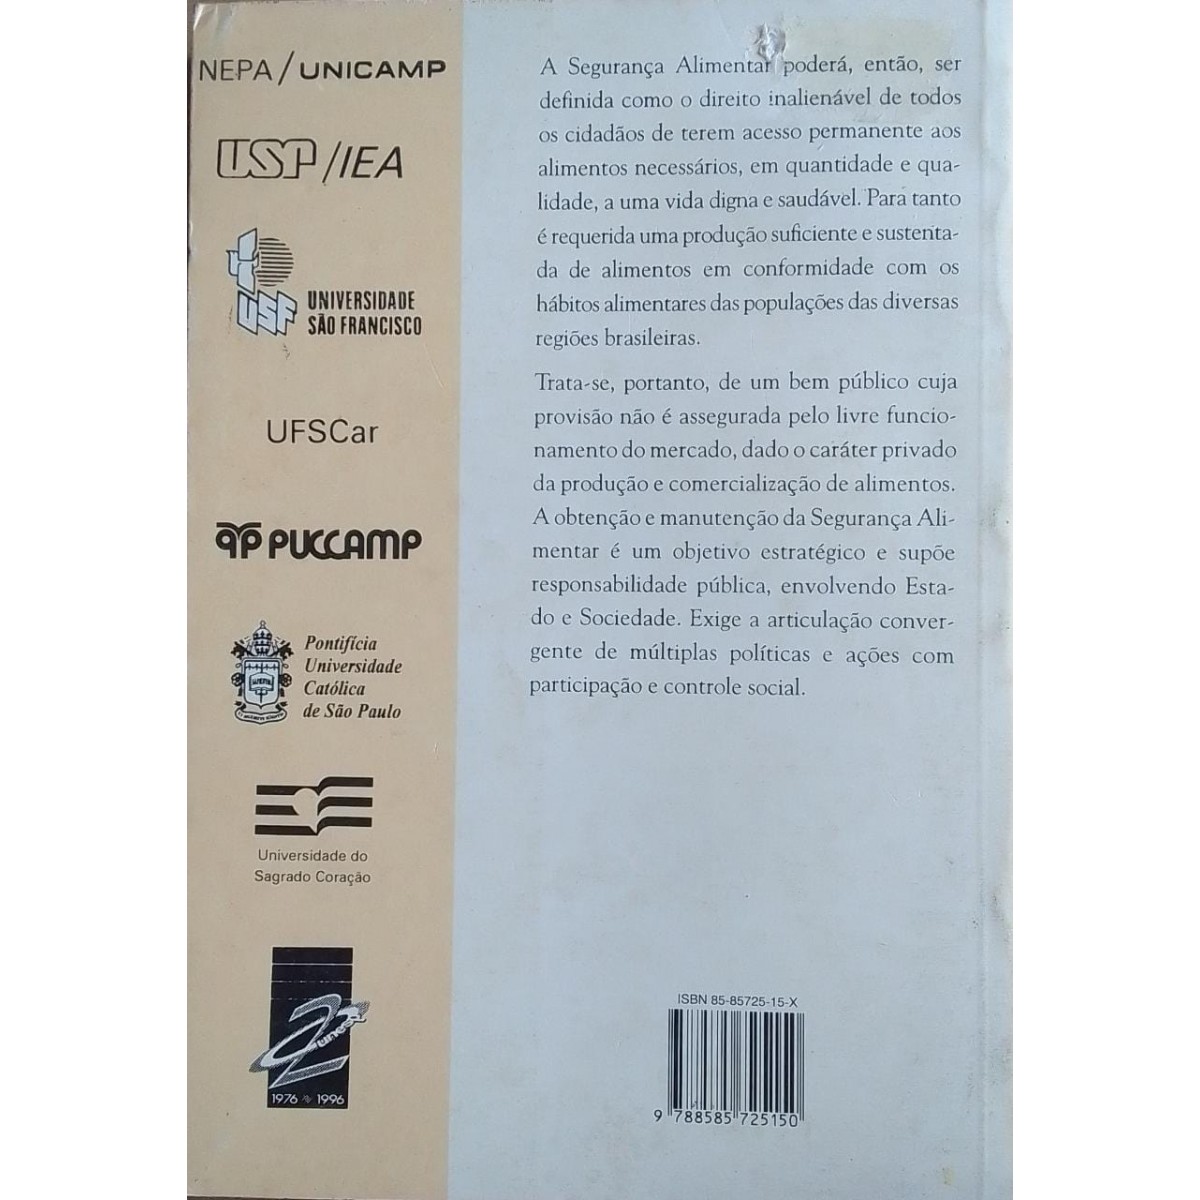 NEPA/UNICAMP
USP/IEA
USF
UNIVERSIDADE
SÃO FRANCISCO
UFSCar
PUCCAMP
Pontifícia
Universidade
Católica
de São Paulo
Universidade do
Sagrado Coração
20
unesp
1976 1996
A Segurança Alimentar poderá, então, ser
definida como o direito inalienável de todos
os cidadãos de terem acesso permanente aos
alimentos necessários, em quantidade e qua-
lidade, a uma vida digna e saudável. Para tanto
é requerida uma produção suficiente e sustenta-
da de alimentos em conformidade com os
hábitos alimentares das populações das diversas
regiões brasileiras.
Trata-se, portanto, de um bem público cuja
provisão não é assegurada pelo livre funcio-
namento do mercado, dado o caráter privado
da produção e comercialização de alimentos.
A obtenção e manutenção da Segurança Ali-
mentar é um objetivo estratégico e supõe
responsabilidade pública, envolvendo Esta-
do e Sociedade. Exige a articulação conver-
gente de múltiplas políticas e ações com
participação e controle social.
ISBN 85-85725-15-X
9 788585 725150